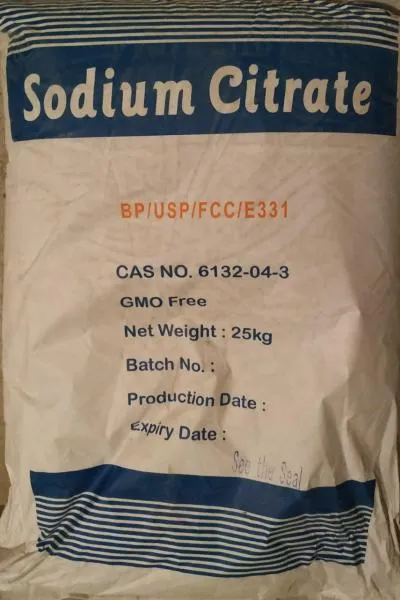 Sodium Citrate
BP/USP/FCC/E331
CAS NO. 6132-04-3
GMO Free
Net Weight : 25kg
Batch No. :
Production Date :
Expiry Date :
See the Seal